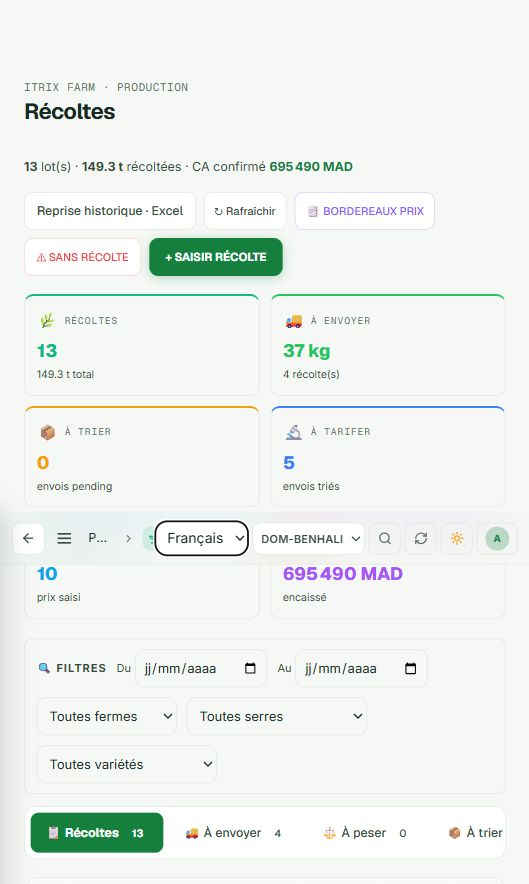 ITRIX FARM · PRODUCTION
Récoltes
13 lot(s) · 149.3 t récoltées · CA confirmé 695 490 MAD
Reprise historique · Excel
↻ Rafraîchir
BORDEREAUX PRIX
⚠ SANS RÉCOLTE
+ SAISIR RÉCOLTE
RÉCOLTES
13
149.3 t total
À ENVOYER
37 kg
4 récolte(s)
À TRIER
0
envois pending
À TARIFER
5
envois triés
P...
Français
DOM-BENHALI
A
10
prix saisi
695 490 MAD
encaissé
FILTRES Du jj/mm/aaaa Au jj/mm/aaaa
Toutes fermes
Toutes serres
Toutes variétés
Récoltes 13
À envoyer 4
À peser 0
À trier